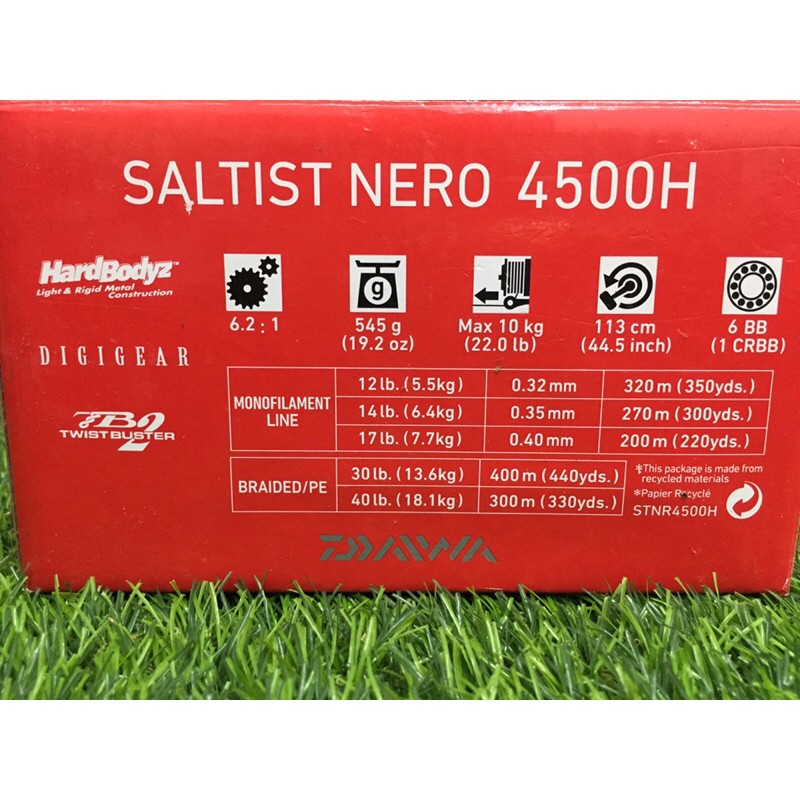 SALTIST NERO 4500H
HardBodyz™
Light & Rigid Metal
Construction
DIGIGEAR
TB2
TWISTBUSTER
6.2 : 1
g
545 g
(19.2 oz)
Max 10 kg
(22.0 lb)
113 cm
(44.5 inch)
6 BB
(1 CRBB)
MONOFILAMENT
LINE
12 lb. (5.5kg) 0.32 mm 320 m (350yds.)
14 lb. (6.4kg) 0.35 mm 270 m (300yds.)
17 lb. (7.7kg) 0.40 mm 200 m (220yds.)
BRAIDED/PE
30 lb. (13.6kg) 400 m (440yds.)
40 lb. (18.1kg) 300 m (330yds.)
*This package is made from
recycled materials
*Papier Recyclé
STNR4500H
DAIWA